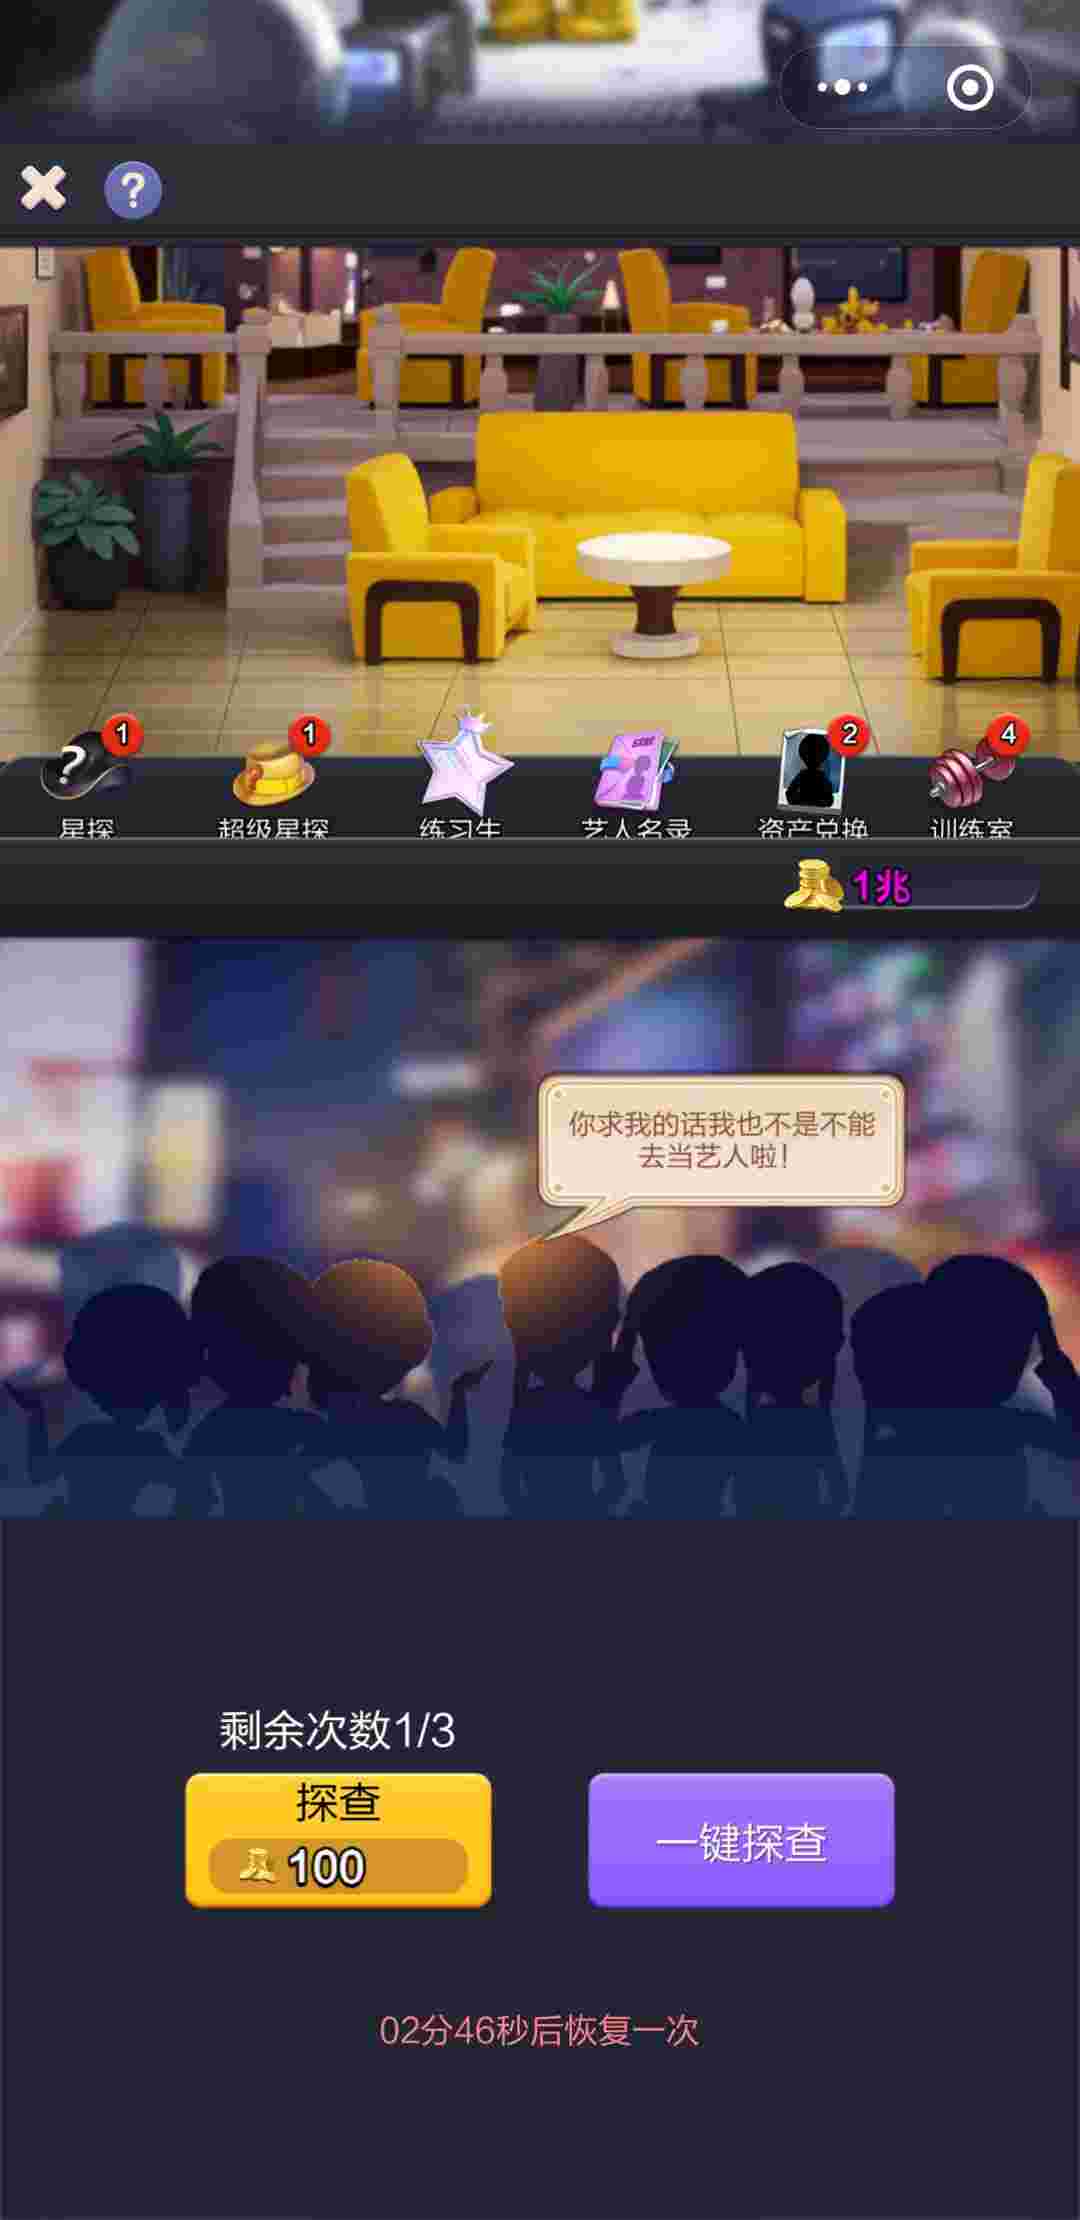 ?
1
1
2
4
?
STAR
星探
超级星探
练习生
艺人名录
资产兑换
训练室
1兆
你求我的话我也不是不能
去当艺人啦!
剩余次数1/3
探查
100
一键探查
02分46秒后恢复一次